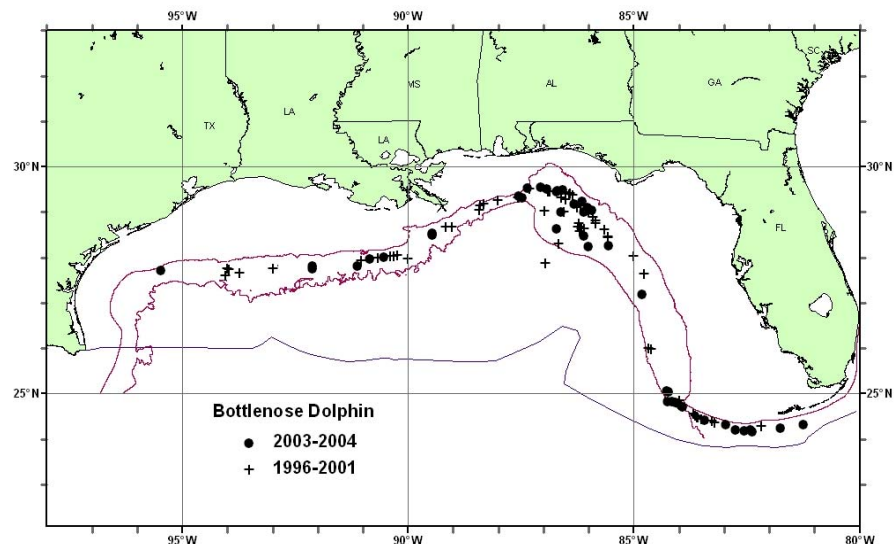 95°W 90°W 85°W 80°W
SC
MS AL GA
LA
TX
LA
30°N 30°N
FL
25°N 25°N
Bottlenose Dolphin
2003-2004
1996-2001
95°W 90°W 85°W 80°W